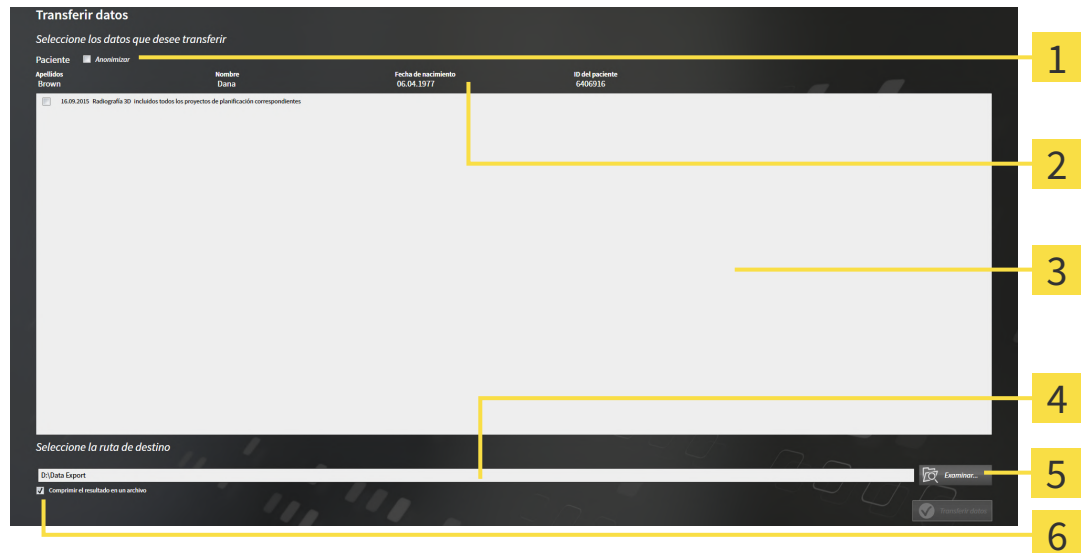 Transferir datos
Seleccione los datos que desee transferir
Paciente Anonimizar
1
Apellidos Nombre Fecha de nacimiento ID del paciente
Brown Dana 06.04.1977 6406916
16.09.2015 Radiografía 3D incluidos todos los proyectos de planificación correspondientes
2
3
4
Seleccione la ruta de destino
D:\Data Export
Examinar...
5
Comprimir el resultado en un archivo
Transferir datos
6